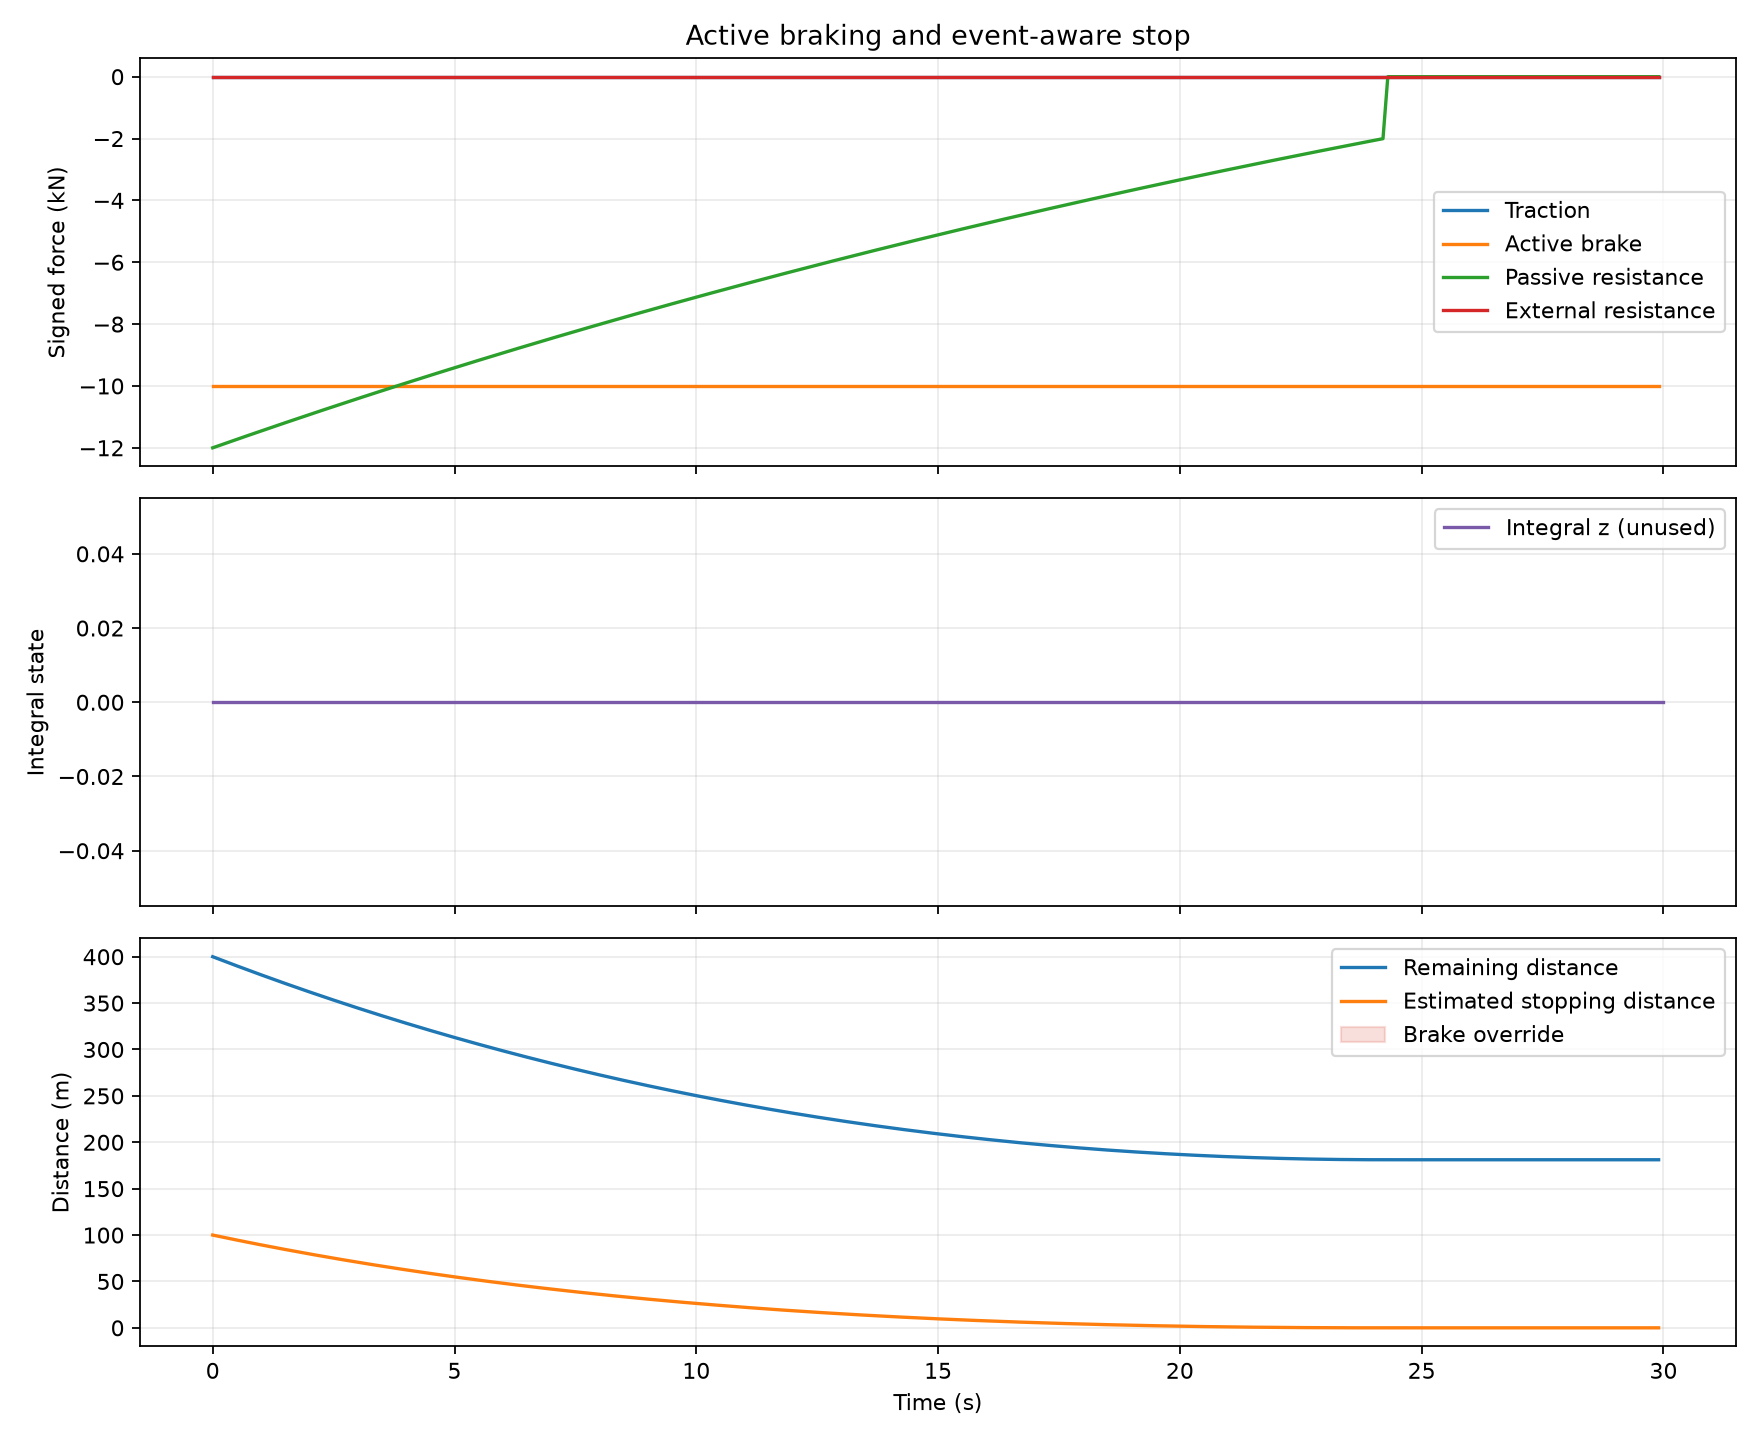 Active braking and event-aware stop
Signed force (kN)
0
−2
−4
−6
−8
−10
−12
Traction
Active brake
Passive resistance
External resistance
Integral state
0.04
0.02
0.00
−0.02
−0.04
Integral z (unused)
Distance (m)
400
350
300
250
200
150
100
50
0
Remaining distance
Estimated stopping distance
Brake override
0 5 10 15 20 25 30
Time (s)